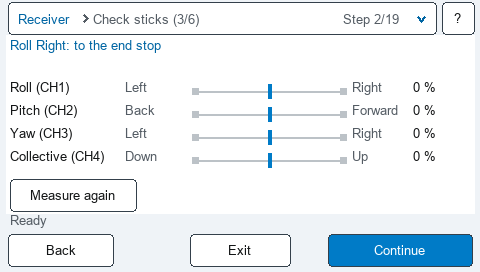 Receiver > Check sticks (3/6) Step 2/19 ?
Roll Right: to the end stop
Roll (CH1) Left Right 0 %
Pitch (CH2) Back Forward 0 %
Yaw (CH3) Left Right 0 %
Collective (CH4) Down Up 0 %
Measure again
Ready
Back Exit Continue